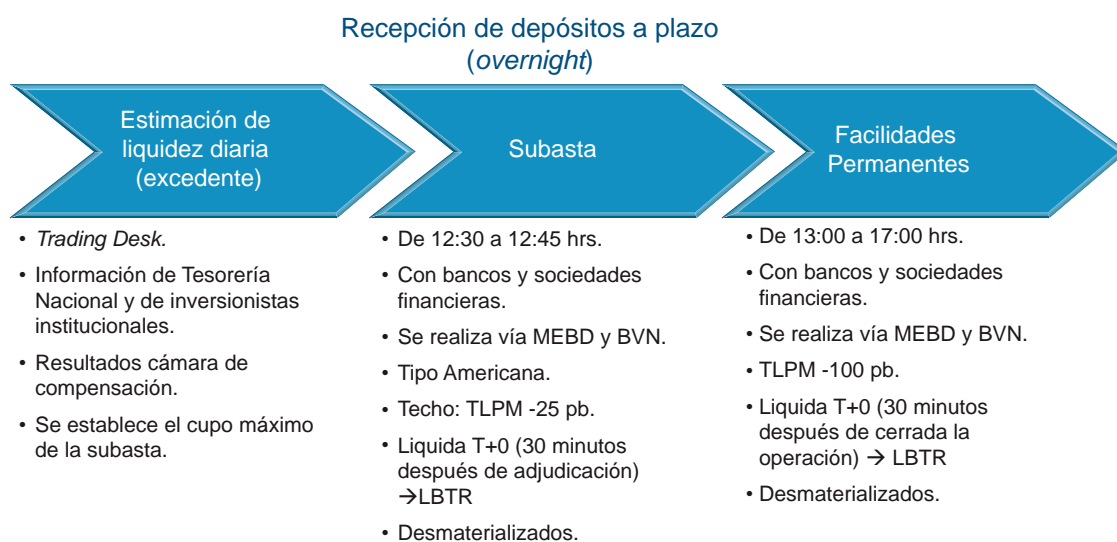 Recepción de depósitos a plazo
(overnight)
Estimación de
liquidez diaria
(excedente)
Subasta
Facilidades
Permanentes
• Trading Desk.
• Información de Tesorería
Nacional y de inversionistas
institucionales.
• Resultados cámara de
compensación.
• Se establece el cupo máximo
de la subasta.
• De 12:30 a 12:45 hrs.
• Con bancos y sociedades
financieras.
• Se realiza vía MEBD y BVN.
• Tipo Americana.
• Techo: TLPM -25 pb.
• Liquida T+0 (30 minutos
después de adjudicación)
→LBTR
• Desmaterializados.
• De 13:00 a 17:00 hrs.
• Con bancos y sociedades
financieras.
• Se realiza vía MEBD y BVN.
• TLPM -100 pb.
• Liquida T+0 (30 minutos
después de cerrada la
operación) → LBTR
• Desmaterializados.